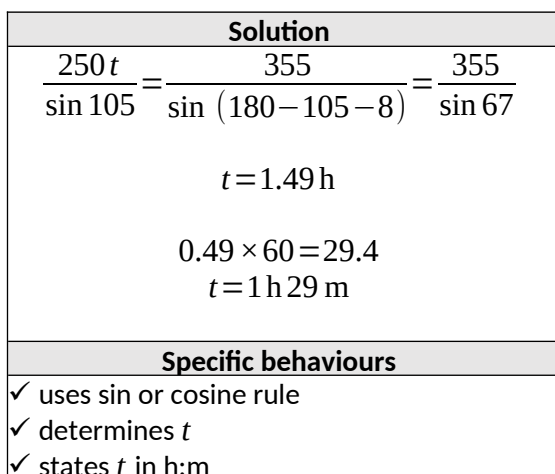 Solution
250 t / sin 105 = 355 / sin (180−105−8) = 355 / sin 67
t=1.49 h
0.49 × 60=29.4
t=1 h 29 m
Specific behaviours
✓ uses sin or cosine rule
✓ determines t
✓ states t in h:m